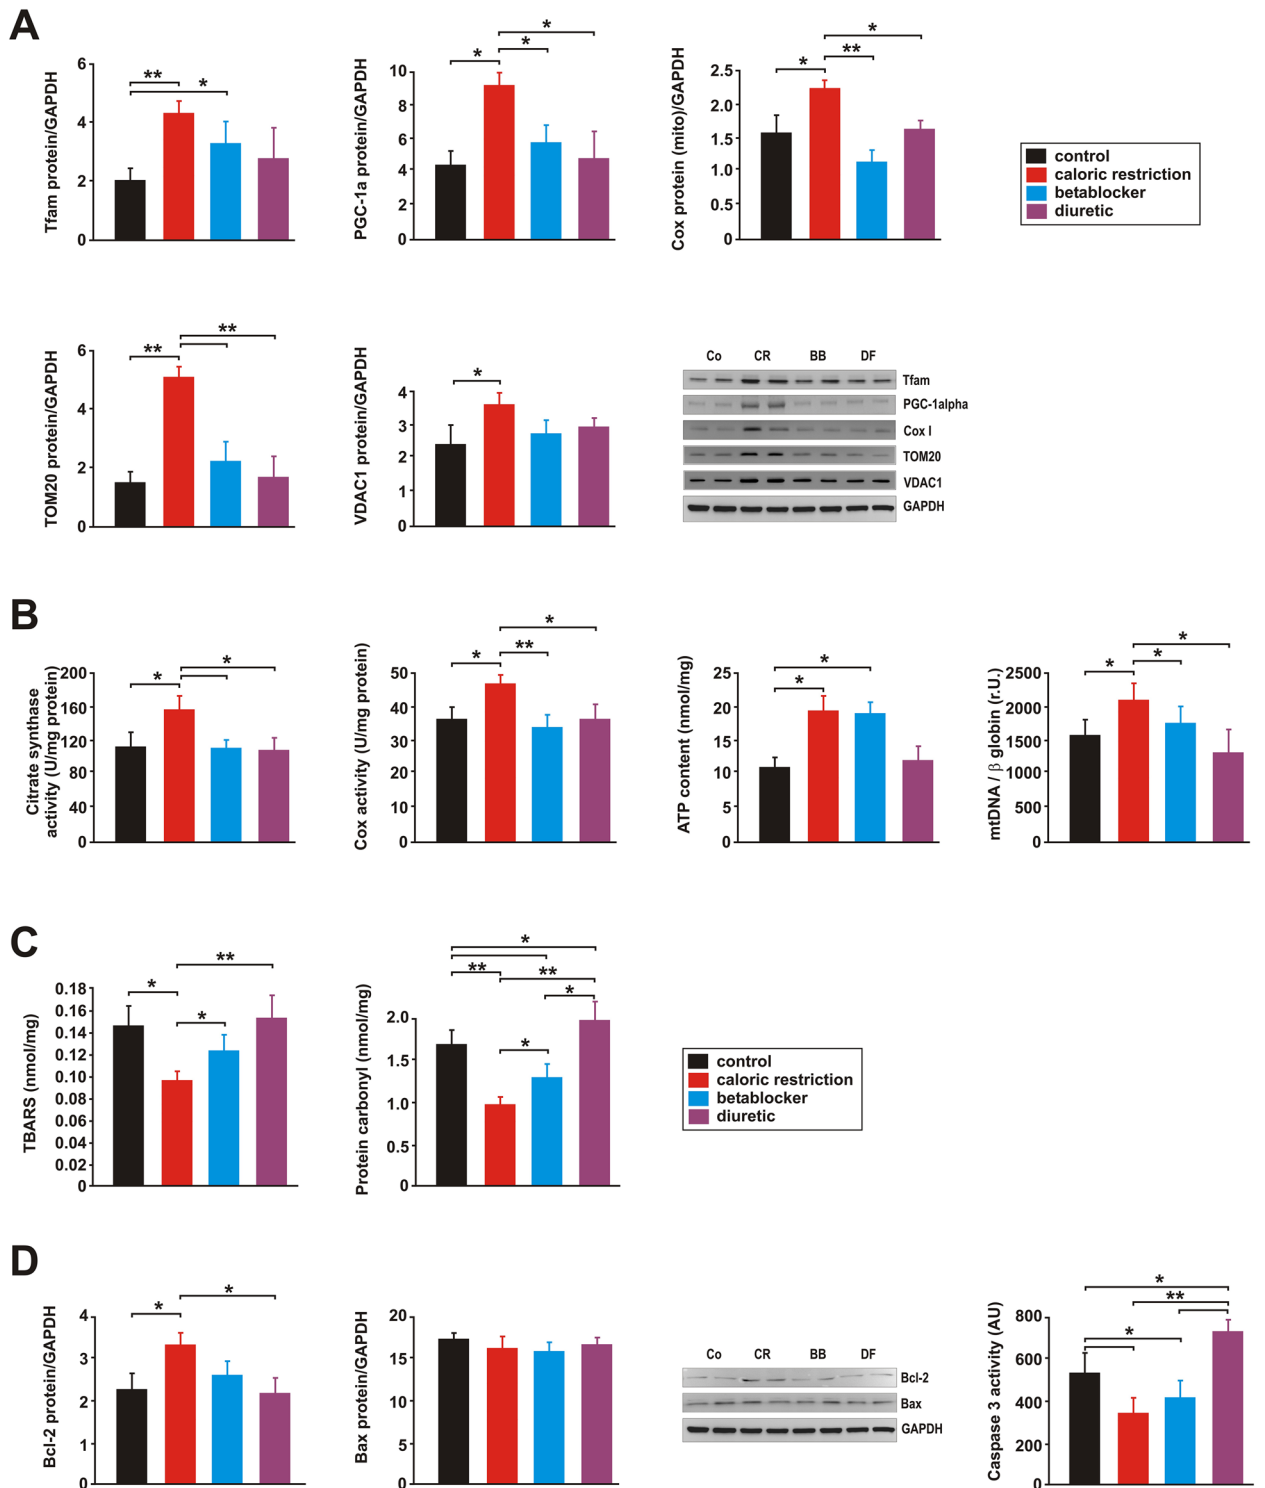 A
Tfam protein/GAPDH
6
4
2
0
**
*
PGC-1a protein/GAPDH
10
8
6
4
2
0
*
*
*
Cox protein (mito)/GAPDH
2.5
2.0
1.5
1.0
0.5
0
*
**
*
control
caloric restriction
betablocker
diuretic
TOM20 protein/GAPDH
6
4
2
0
**
**
VDAC1 protein/GAPDH
4
3
2
1
0
*
Co CR BB DF
Tfam
PGC-1alpha
Cox I
TOM20
VDAC1
GAPDH
B
Citrate synthase
activity (U/mg protein)
200
160
120
80
40
0
*
*
Cox activity (U/mg protein)
50
40
30
20
10
0
*
**
*
ATP content (nmol/mg)
25
20
15
10
5
0
*
*
mtDNA / β globin (r.U.)
2500
2000
1500
1000
500
0
*
*
*
C
TBARS (nmol/mg)
0.18
0.16
0.14
0.12
0.10
0.08
0.06
0.04
0.02
0
*
**
*
Protein carbonyl (nmol/mg)
2.0
1.5
1.0
0.5
0
*
**
**
*
*
control
caloric restriction
betablocker
diuretic
D
Bcl-2 protein/GAPDH
4
3
2
1
0
*
*
Bax protein/GAPDH
20
15
10
5
0
Co CR BB DF
Bcl-2
Bax
GAPDH
Caspase 3 activity (AU)
800
600
400
200
0
*
**
*